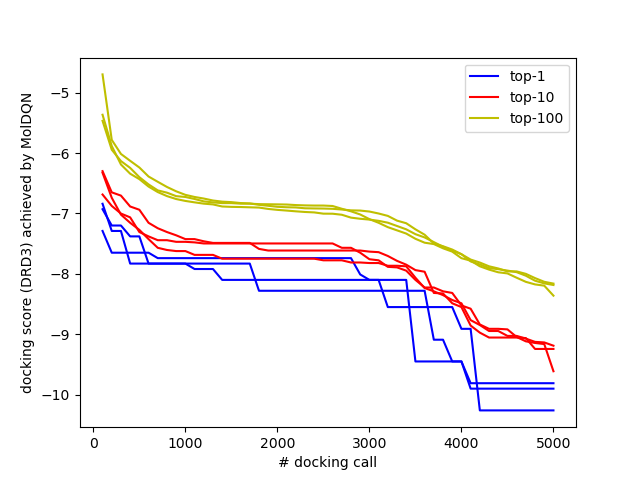 top-1
top-10
top-100
docking score (DRD3) achieved by MolDQN
−5
−6
−7
−8
−9
−10
0
1000
2000
3000
4000
5000
# docking call